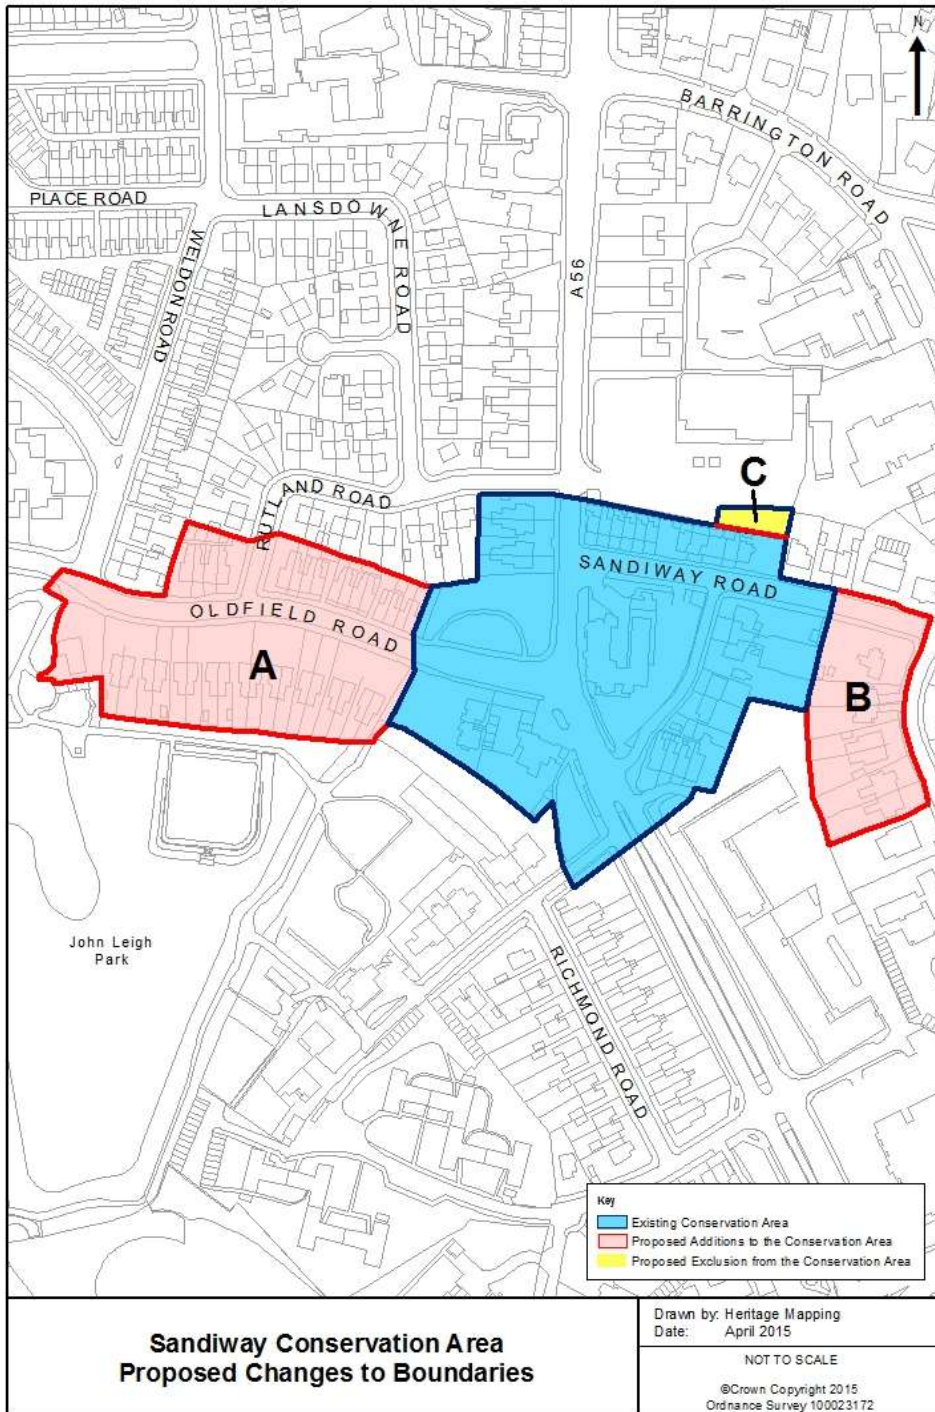 N
BARRINGTON ROAD
PLACE ROAD
LANSDOWNE ROAD
WELDON ROAD
A56
C
RUTLAND ROAD
SANDIWAY ROAD
OLDFIELD ROAD
A
B
John Leigh
Park
RICHMOND ROAD
Key
Existing Conservation Area
Proposed Additions to the Conservation Area
Proposed Exclusion from the Conservation Area
Sandiway Conservation Area
Proposed Changes to Boundaries
Drawn by: Heritage Mapping
Date: April 2015
NOT TO SCALE
©Crown Copyright 2015
Ordnance Survey 100023172